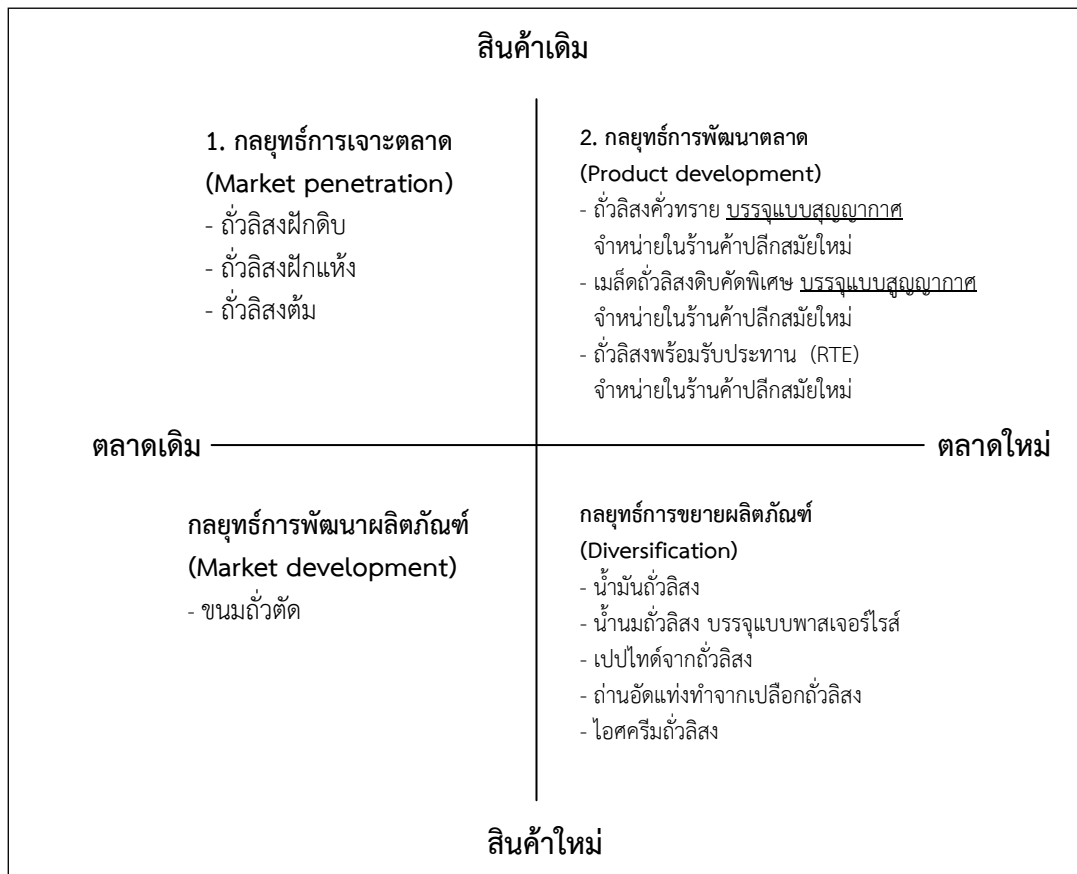 สินค้าเดิม
1. กลยุทธ์การเจาะตลาด
(Market penetration)
- ถั่วลิสงฝักดิบ
- ถั่วลิสงฝักแห้ง
- ถั่วลิสงต้ม
2. กลยุทธ์การพัฒนาตลาด
(Product development)
- ถั่วลิสงคั่วทราย บรรจุแบบสุญญากาศ
จำหน่ายในร้านค้าปลีกสมัยใหม่
- เมล็ดถั่วลิสงดิบคัดพิเศษ บรรจุแบบสูญญากาศ
จำหน่ายในร้านค้าปลีกสมัยใหม่
- ถั่วลิสงพร้อมรับประทาน (RTE)
จำหน่ายในร้านค้าปลีกสมัยใหม่
ตลาดเดิม
ตลาดใหม่
กลยุทธ์การพัฒนาผลิตภัณฑ์
(Market development)
- ขนมถั่วตัด
กลยุทธ์การขยายผลิตภัณฑ์
(Diversification)
- น้ำมันถั่วลิสง
- น้ำนมถั่วลิสง บรรจุแบบพาสเจอร์ไรส์
- เปปไทด์จากถั่วลิสง
- ถ่านอัดแท่งทำจากเปลือกถั่วลิสง
- ไอศครีมถั่วลิสง
สินค้าใหม่